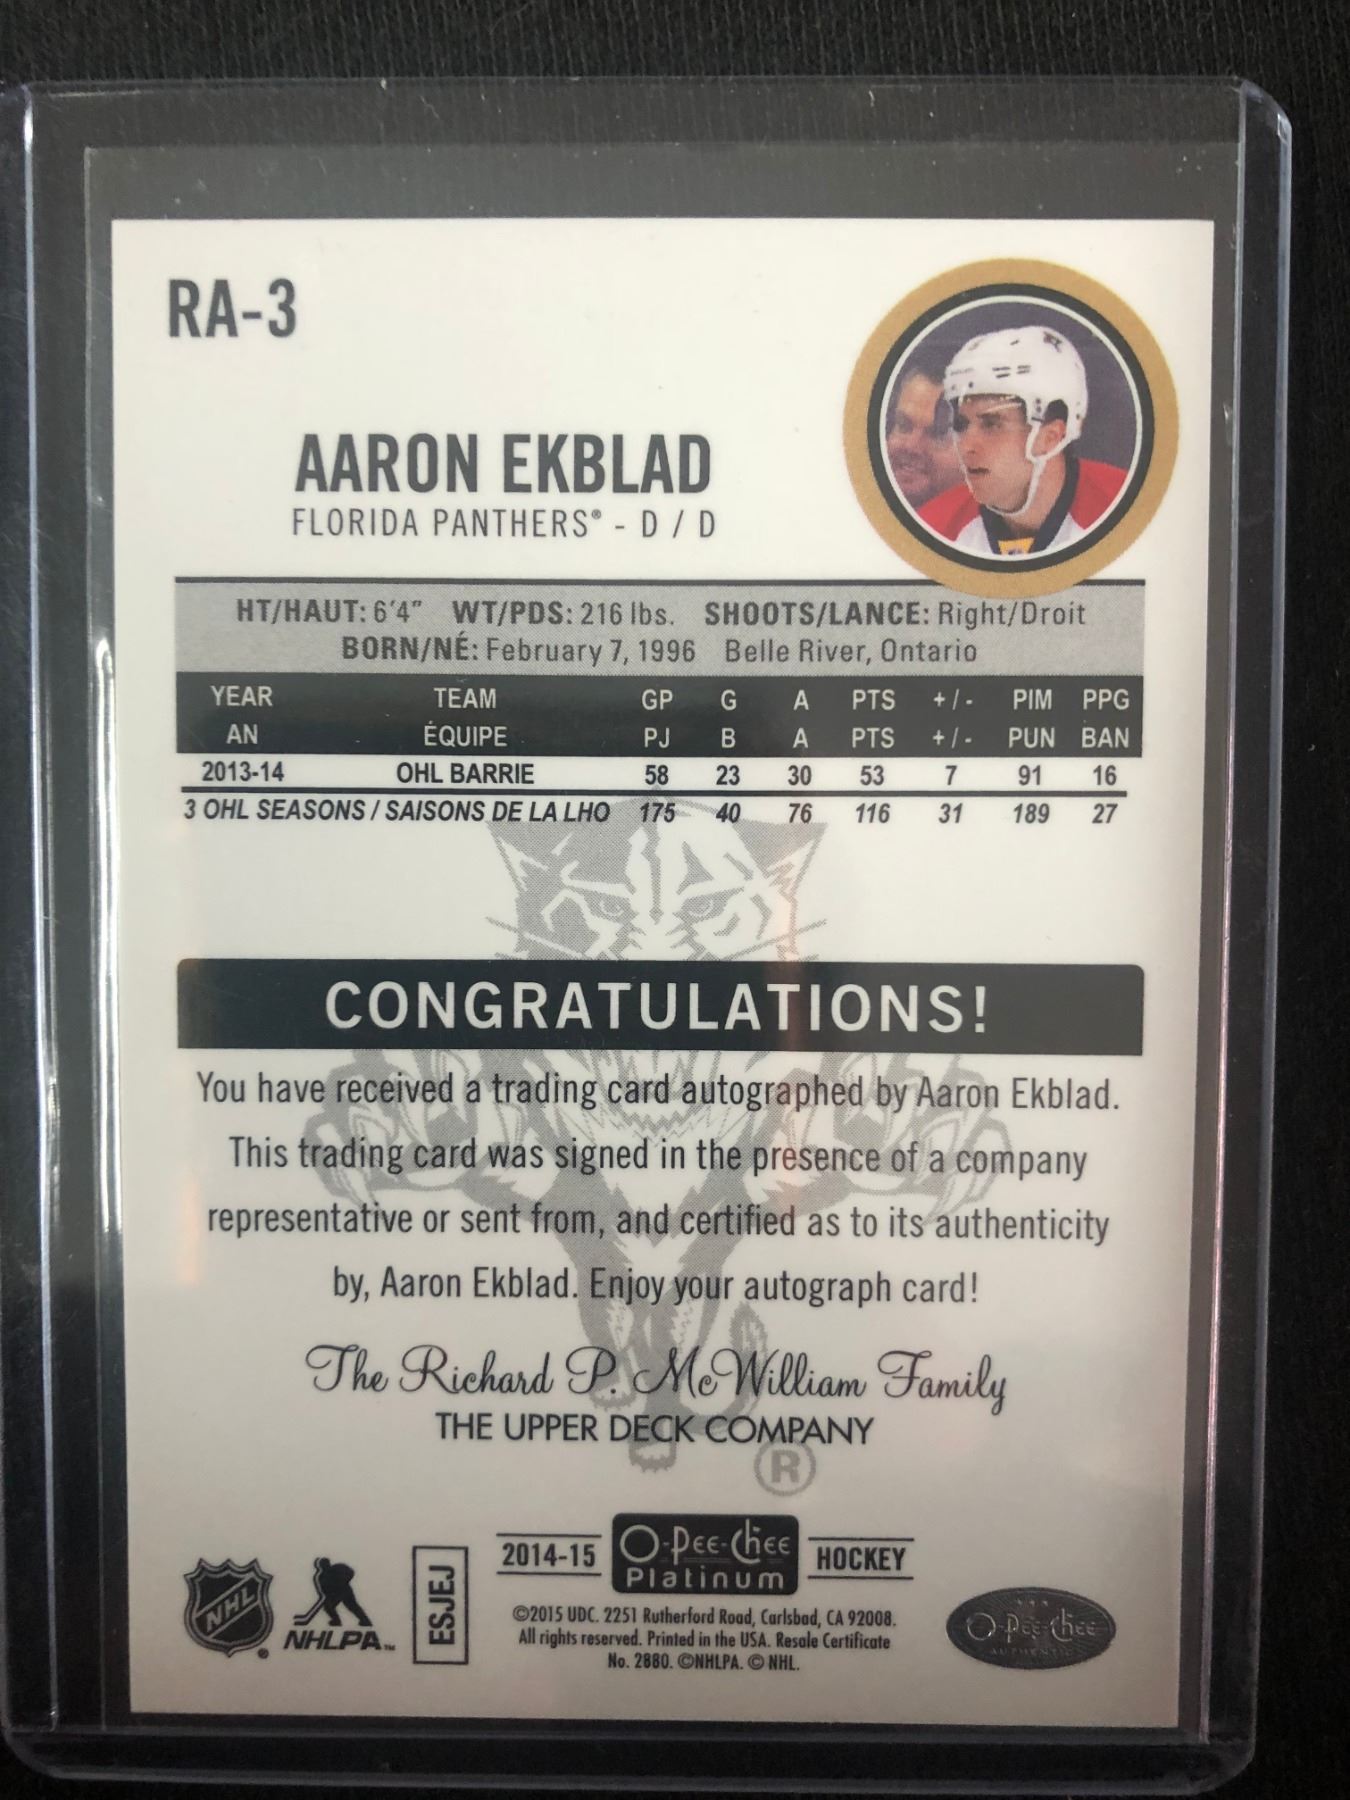 RA-3
AARON EKBLAD
FLORIDA PANTHERS® - D / D
HT/HAUT: 6'4" WT/PDS: 216 lbs. SHOOTS/LANCE: Right/Droit
BORN/NÉ: February 7, 1996 Belle River, Ontario
YEAR TEAM GP G A PTS +/- PIM PPG
AN ÉQUIPE PJ B A PTS +/- PUN BAN
2013-14 OHL BARRIE 58 23 30 53 7 91 16
3 OHL SEASONS / SAISONS DE LA LHO 175 40 76 116 31 189 27
CONGRATULATIONS!
You have received a trading card autographed by Aaron Ekblad.
This trading card was signed in the presence of a company
representative or sent from, and certified as to its authenticity
by, Aaron Ekblad. Enjoy your autograph card!
The Richard P. McWilliam Family
THE UPPER DECK COMPANY
®
NHL ®
NHLPA™
ESJEJ
2014-15 O-Pee-Chee HOCKEY
Platinum
©2015 UDC. 2251 Rutherford Road, Carlsbad, CA 92008.
All rights reserved. Printed in the USA. Resale Certificate
No. 2880. ©NHLPA. © NHL.
O-Pee-Chee
AUTHENTIC